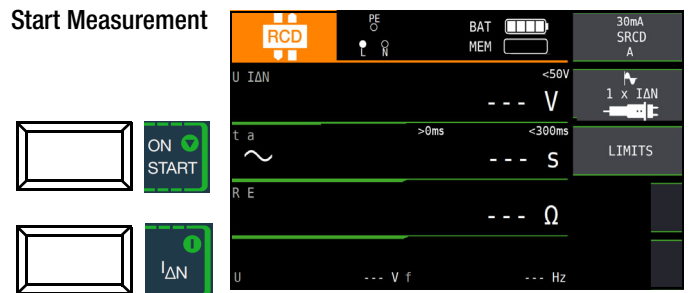 Start Measurement
ON
START
IΔN
RCD
PE
L N
BAT
MEM
30mA
SRCD
A
U IΔN
<50V
--- V
1 x IΔN
t a
>0ms
<300ms
--- s
LIMITS
R E
--- Ω
U --- V f --- Hz